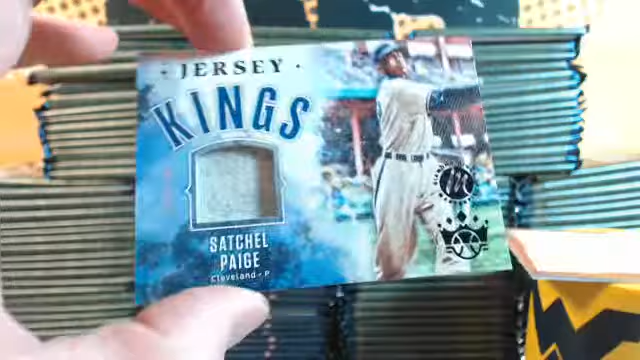 · JERSEY ·
KINGS
SATCHEL
PAIGE
Cleveland - P